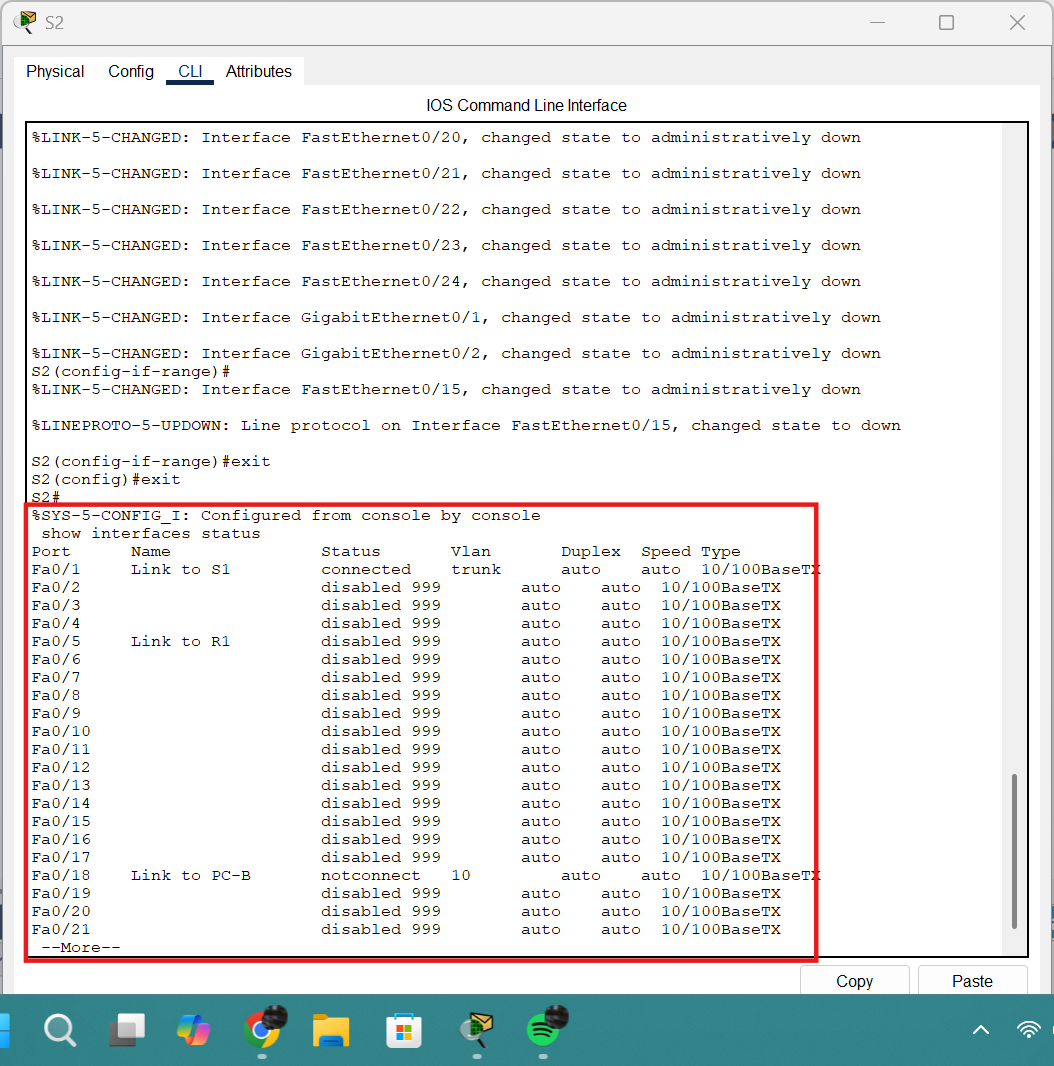 S2
Physical Config CLI Attributes
IOS Command Line Interface
%LINK-5-CHANGED: Interface FastEthernet0/20, changed state to administratively down
%LINK-5-CHANGED: Interface FastEthernet0/21, changed state to administratively down
%LINK-5-CHANGED: Interface FastEthernet0/22, changed state to administratively down
%LINK-5-CHANGED: Interface FastEthernet0/23, changed state to administratively down
%LINK-5-CHANGED: Interface FastEthernet0/24, changed state to administratively down
%LINK-5-CHANGED: Interface GigabitEthernet0/1, changed state to administratively down
%LINK-5-CHANGED: Interface GigabitEthernet0/2, changed state to administratively down
S2(config-if-range)#
%LINK-5-CHANGED: Interface FastEthernet0/15, changed state to administratively down
%LINEPROTO-5-UPDOWN: Line protocol on Interface FastEthernet0/15, changed state to down
S2(config-if-range)#exit
S2(config)#exit
S2#
%SYS-5-CONFIG_I: Configured from console by console
show interfaces status
Port Name Status Vlan Duplex Speed Type
Fa0/1 Link to S1 connected trunk auto auto 10/100BaseTX
Fa0/2 disabled 999 auto auto 10/100BaseTX
Fa0/3 disabled 999 auto auto 10/100BaseTX
Fa0/4 disabled 999 auto auto 10/100BaseTX
Fa0/5 Link to R1 disabled 999 auto auto 10/100BaseTX
Fa0/6 disabled 999 auto auto 10/100BaseTX
Fa0/7 disabled 999 auto auto 10/100BaseTX
Fa0/8 disabled 999 auto auto 10/100BaseTX
Fa0/9 disabled 999 auto auto 10/100BaseTX
Fa0/10 disabled 999 auto auto 10/100BaseTX
Fa0/11 disabled 999 auto auto 10/100BaseTX
Fa0/12 disabled 999 auto auto 10/100BaseTX
Fa0/13 disabled 999 auto auto 10/100BaseTX
Fa0/14 disabled 999 auto auto 10/100BaseTX
Fa0/15 disabled 999 auto auto 10/100BaseTX
Fa0/16 disabled 999 auto auto 10/100BaseTX
Fa0/17 disabled 999 auto auto 10/100BaseTX
Fa0/18 Link to PC-B notconnect 10 auto auto 10/100BaseTX
Fa0/19 disabled 999 auto auto 10/100BaseTX
Fa0/20 disabled 999 auto auto 10/100BaseTX
Fa0/21 disabled 999 auto auto 10/100BaseTX
--More--
Copy Paste